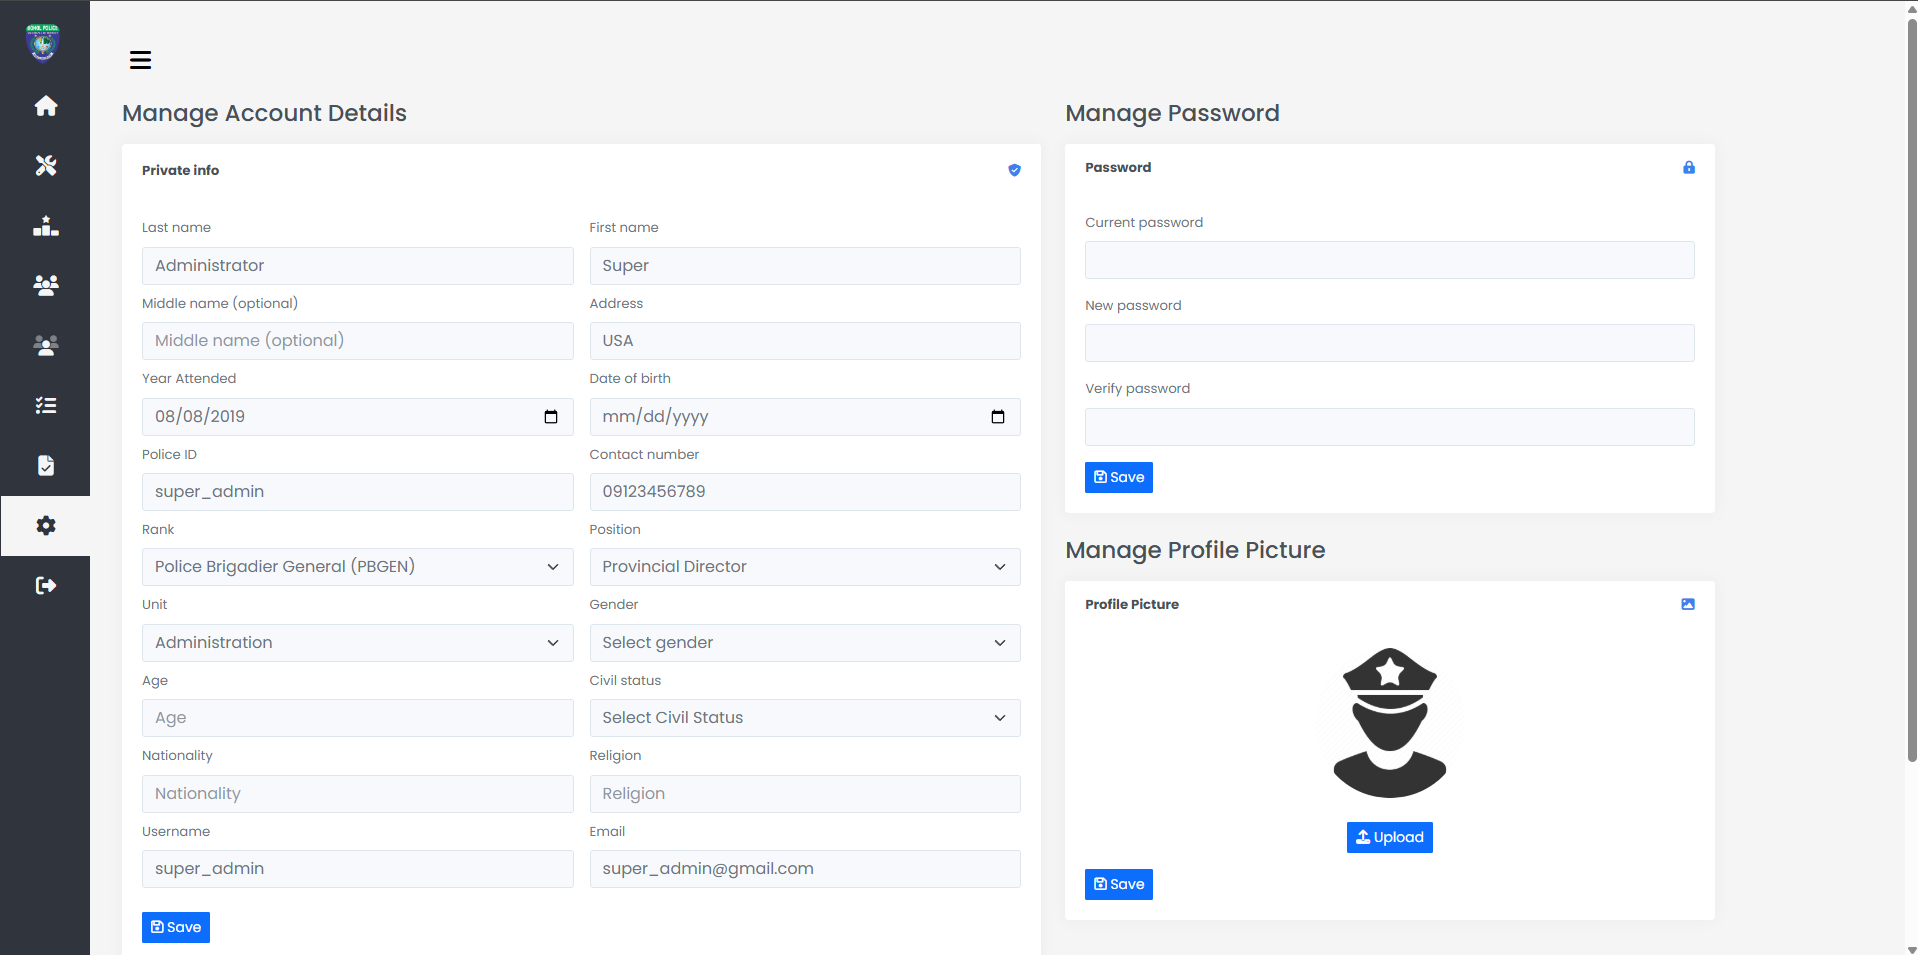 BOHOL POLICE
Manage Account Details
Private info
Last name
First name
Administrator
Super
Middle name (optional)
Address
Middle name (optional)
USA
Year Attended
Date of birth
08/08/2019
mm/dd/yyyy
Police ID
Contact number
super_admin
09123456789
Rank
Position
Police Brigadier General (PBGEN)
Provincial Director
Unit
Gender
Administration
Select gender
Age
Civil status
Age
Select Civil Status
Nationality
Religion
Nationality
Religion
Username
Email
super_admin
super_admin@gmail.com
Save
Manage Password
Password
Current password
New password
Verify password
Save
Manage Profile Picture
Profile Picture
Upload
Save